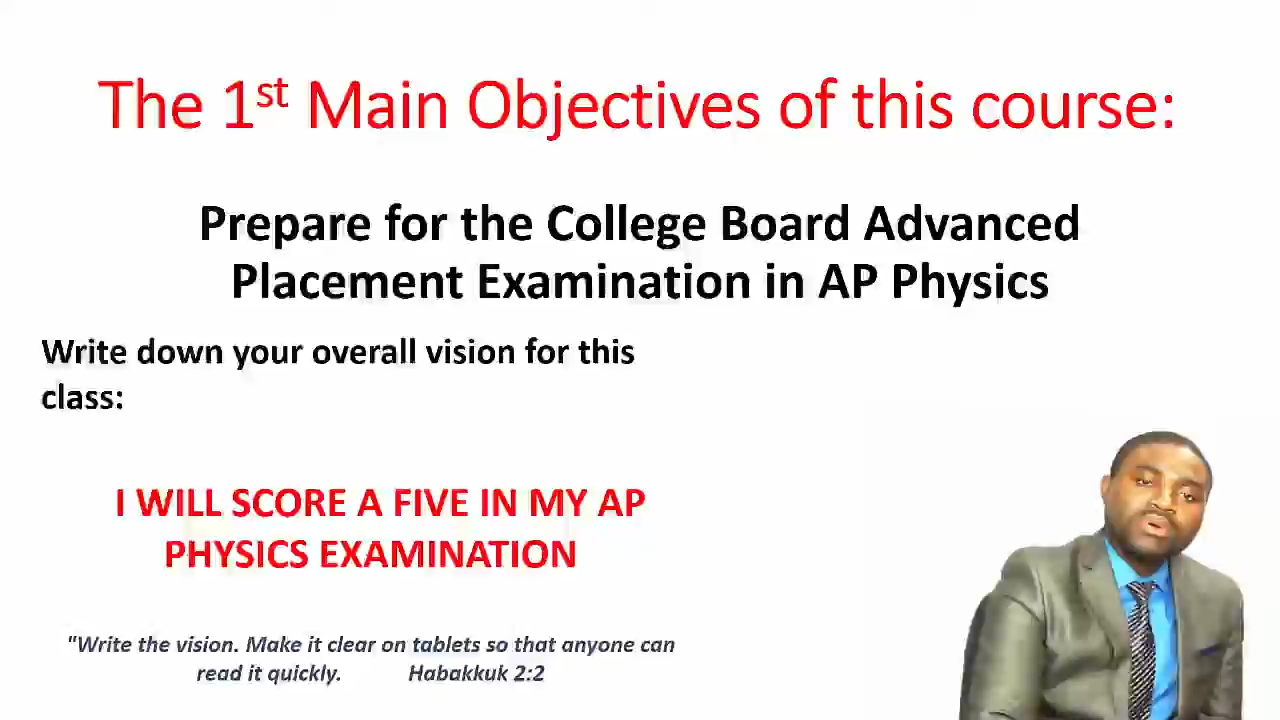 The 1st Main Objectives of this course:
Prepare for the College Board Advanced
Placement Examination in AP Physics
Write down your overall vision for this
class:
I WILL SCORE A FIVE IN MY AP
PHYSICS EXAMINATION
"Write the vision. Make it clear on tablets so that anyone can
read it quickly. Habakkuk 2:2